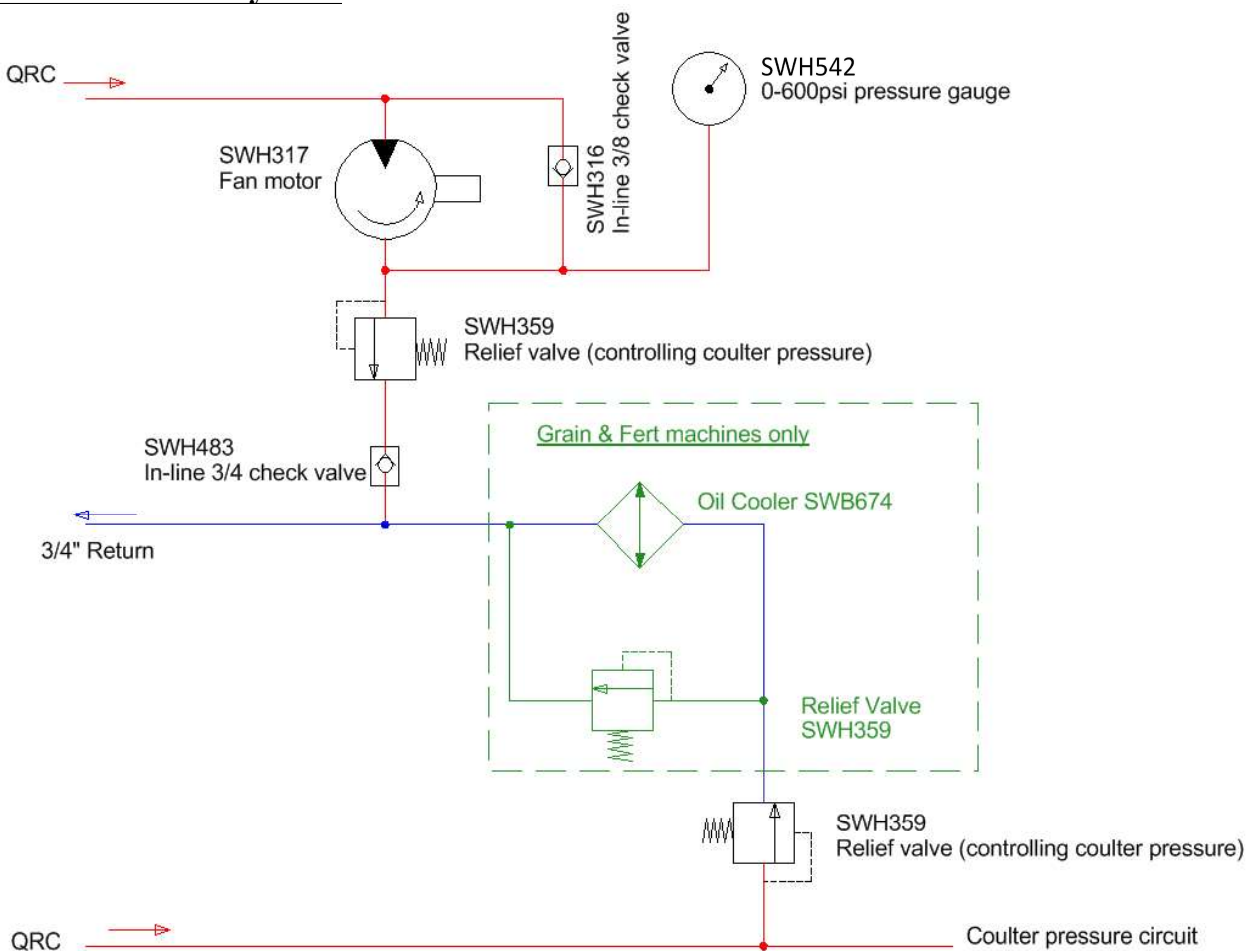 QRC
SWH542
0-600psi pressure gauge
SWH316
In-line 3/8 check valve
SWH317
Fan motor
SWH359
Relief valve (controlling coulter pressure)
SWH483
In-line 3/4 check valve
Grain & Fert machines only
Oil Cooler SWB674
3/4" Return
Relief Valve
SWH359
SWH359
Relief valve (controlling coulter pressure)
QRC
Coulter pressure circuit